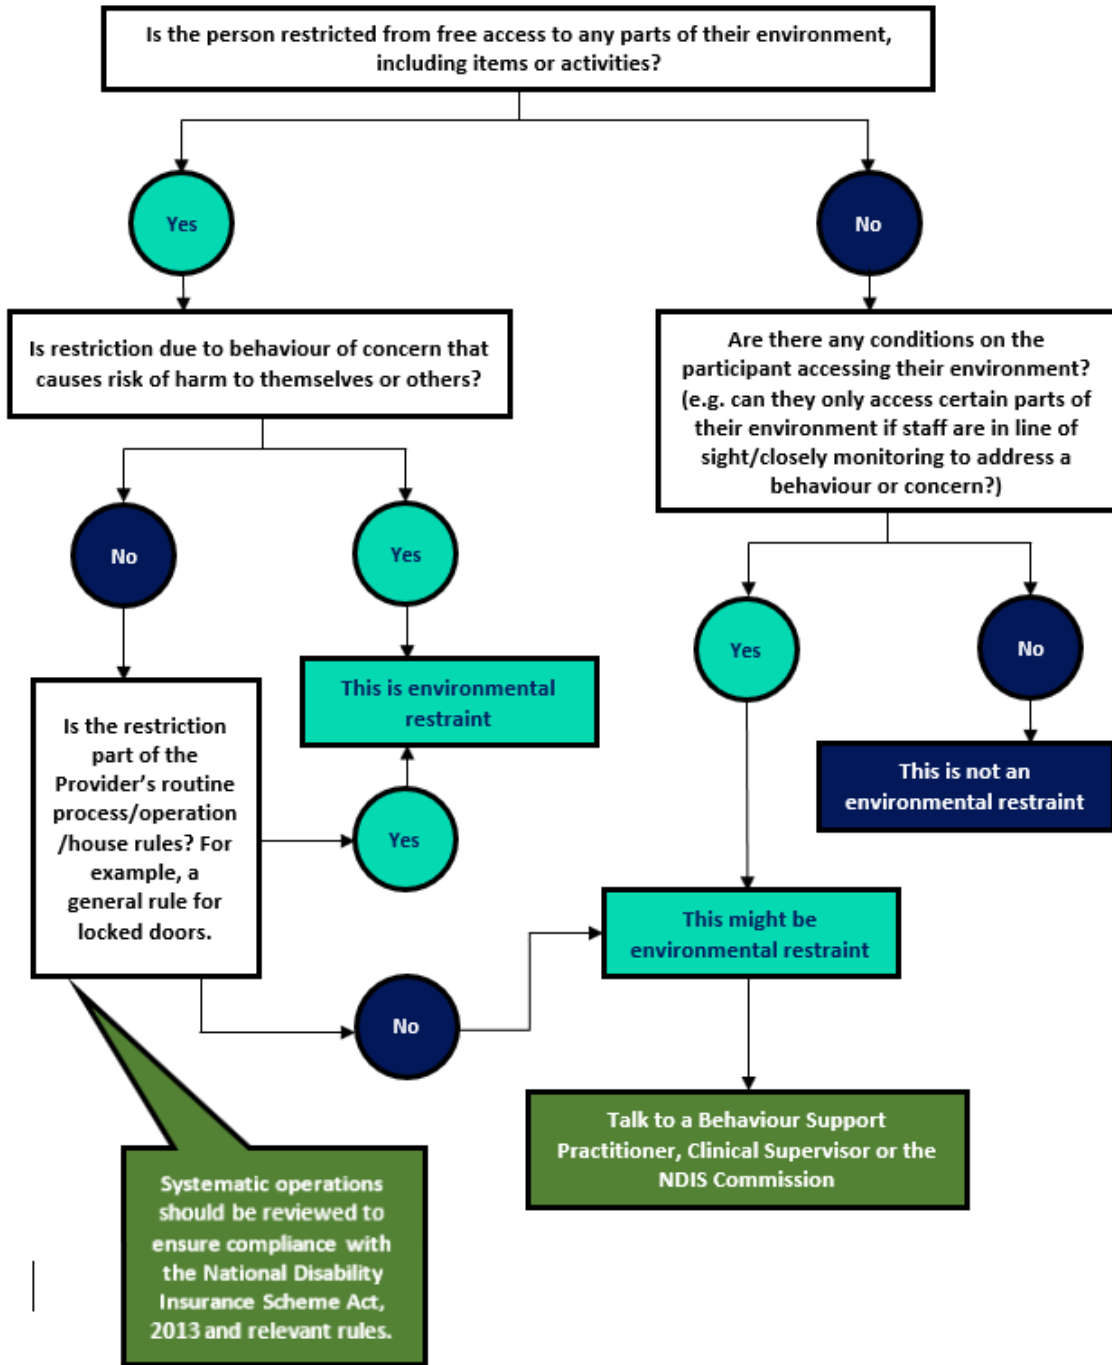 Is the person restricted from free access to any parts of their environment,
including items or activities?
Yes
No
Is restriction due to behaviour of concern that
causes risk of harm to themselves or others?
Are there any conditions on the
participant accessing their environment?
(e.g. can they only access certain parts of
their environment if staff are in line of
sight/closely monitoring to address a
behaviour or concern?)
No
Yes
Yes
No
This is environmental
restraint
Is the restriction
part of the
Provider’s routine
process/operation
/house rules? For
example, a
general rule for
locked doors.
This is not an
environmental restraint
Yes
This might be
environmental restraint
No
Talk to a Behaviour Support
Practitioner, Clinical Supervisor or the
NDIS Commission
Systematic operations
should be reviewed to
ensure compliance with
the National Disability
Insurance Scheme Act,
2013 and relevant rules.